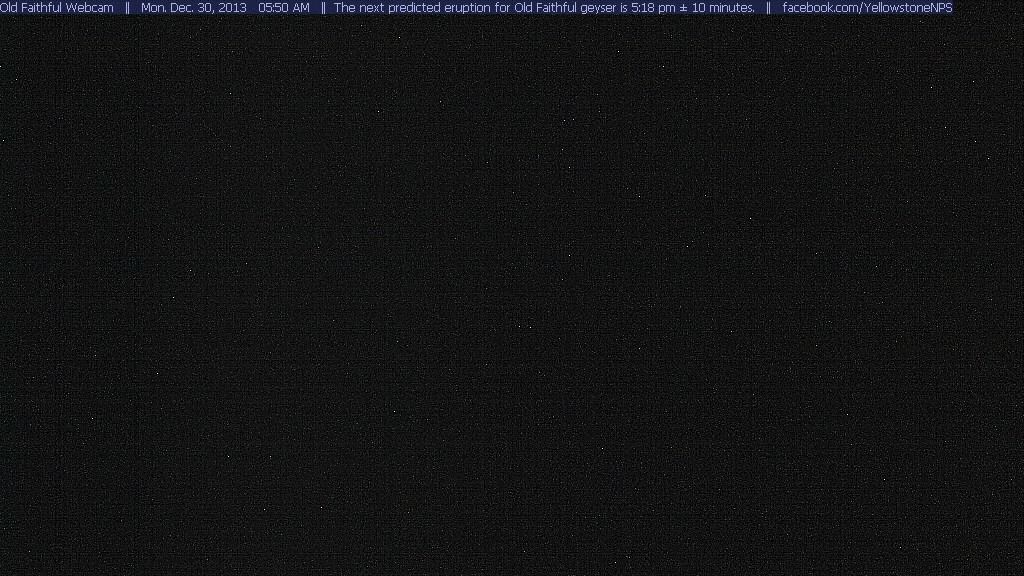 Old Faithful Webcam || Mon. Dec. 30, 2013 05:50 AM || The next predicted eruption for Old Faithful geyser is 5:18 pm ± 10 minutes. || facebook.com/YellowstoneNPS